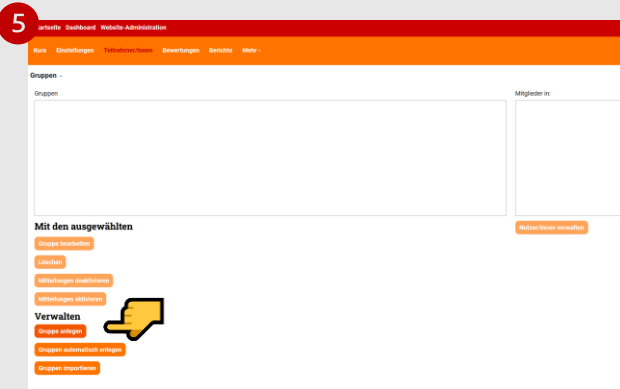 5
Startseite Dashboard Website-Administration
Kurs Einstellungen Teilnehmer/innen Bewertungen Berichte Mehr
Gruppen
Gruppen Mitglieder in:
Mit den ausgewählten
Gruppe bearbeiten
Nutzer/innen verwalten
Löschen
Mitteilungen deaktivieren
Mitteilungen aktivieren
Verwalten
Gruppe anlegen
Gruppen automatisch anlegen
Gruppen importieren